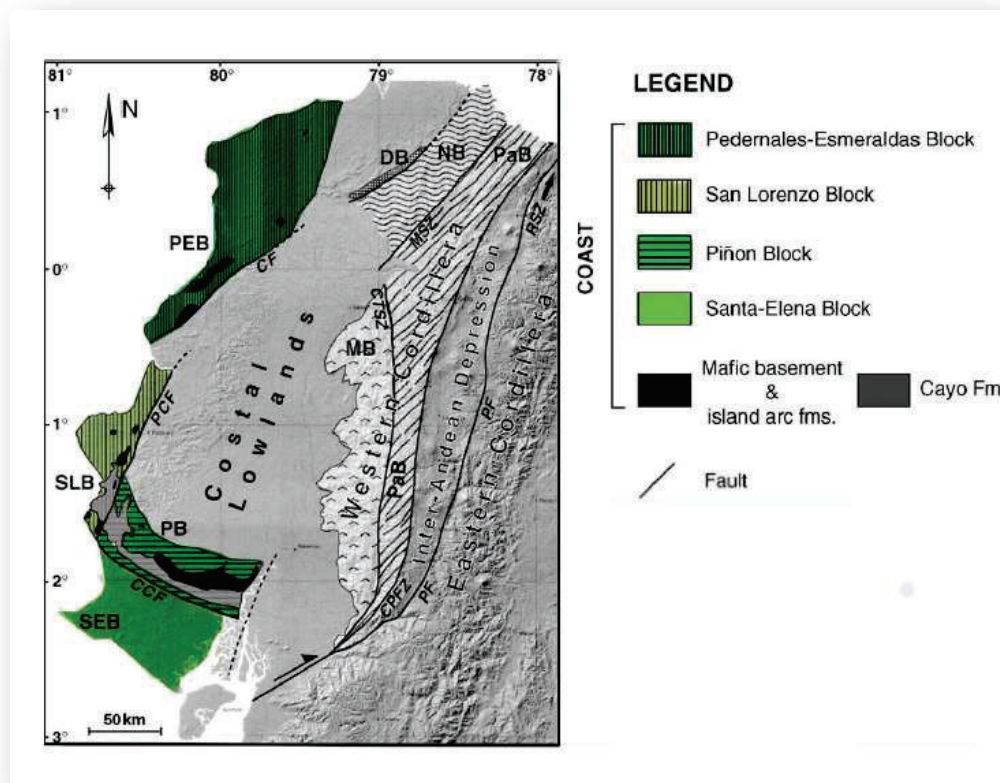 81°
80°
79°
78°
1°
N
DB
NB
PaB
MSZ
RSZ
PEB
CF
0°
CTSZ
MB
PCF
Costal
Lowlands
Western Cordillera
PaB
Inter-Andean Depression
PF
Eastern Cordillera
1°
SLB
PB
2°
CCF
SEB
CPFZ
PF
50km
3°
LEGEND
COAST
Pedernales-Esmeraldas Block
San Lorenzo Block
Piñon Block
Santa-Elena Block
Mafic basement
&
island arc fms.
Cayo Fm
Fault